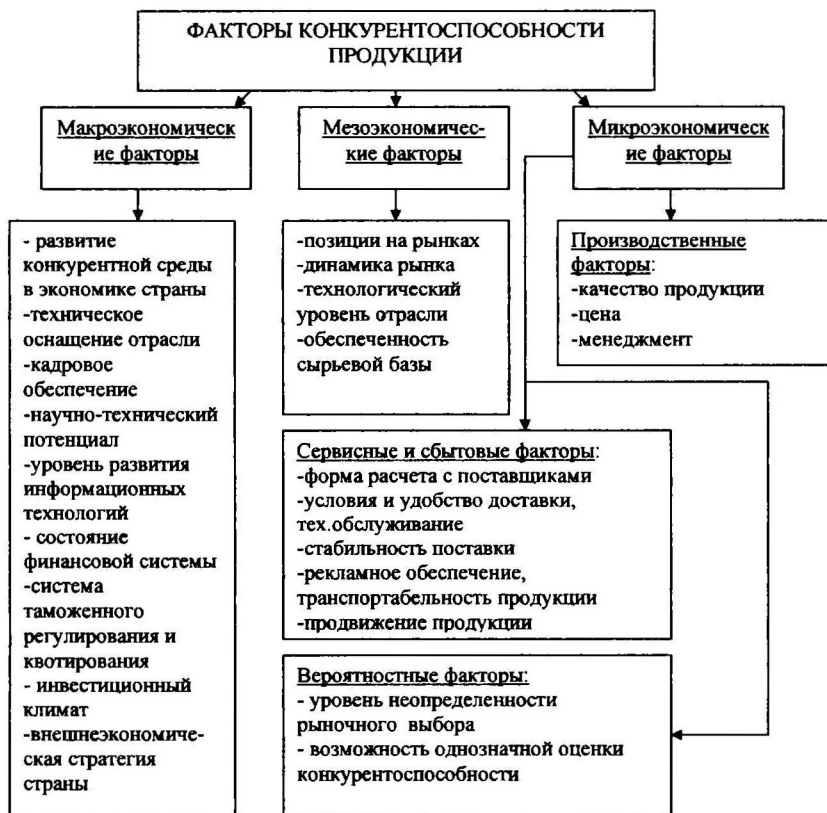 ФАКТОРЫ КОНКУРЕНТОСПОСОБНОСТИ
ПРОДУКЦИИ
Макроэкономическ
ие факторы
Мезоэкономичес-
кие факторы
Микроэкономическ
ие факторы
- развитие
конкурентной среды
в экономике страны
-техническое
оснащение отрасли
-кадровое
обеспечение
-научно-технический
потенциал
-уровень развития
информационных
технологий
- состояние
финансовой системы
-система
таможенного
регулирования и
квотирования
- инвестиционный
климат
-внешнеэкономиче-
ская стратегия
страны
-позиции на рынках
-динамика рынка
-технологический
уровень отрасли
-обеспеченность
сырьевой базы
Производственные
факторы:
-качество продукции
-цена
-менеджмент
Сервисные и сбытовые факторы:
-форма расчета с поставщиками
-условия и удобство доставки,
тех.обслуживание
-стабильность поставки
-рекламное обеспечение,
транспортабельность продукции
-продвижение продукции
Вероятностные факторы:
- уровень неопределенности
рыночного выбора
- возможность однозначной оценки
конкурентоспособности